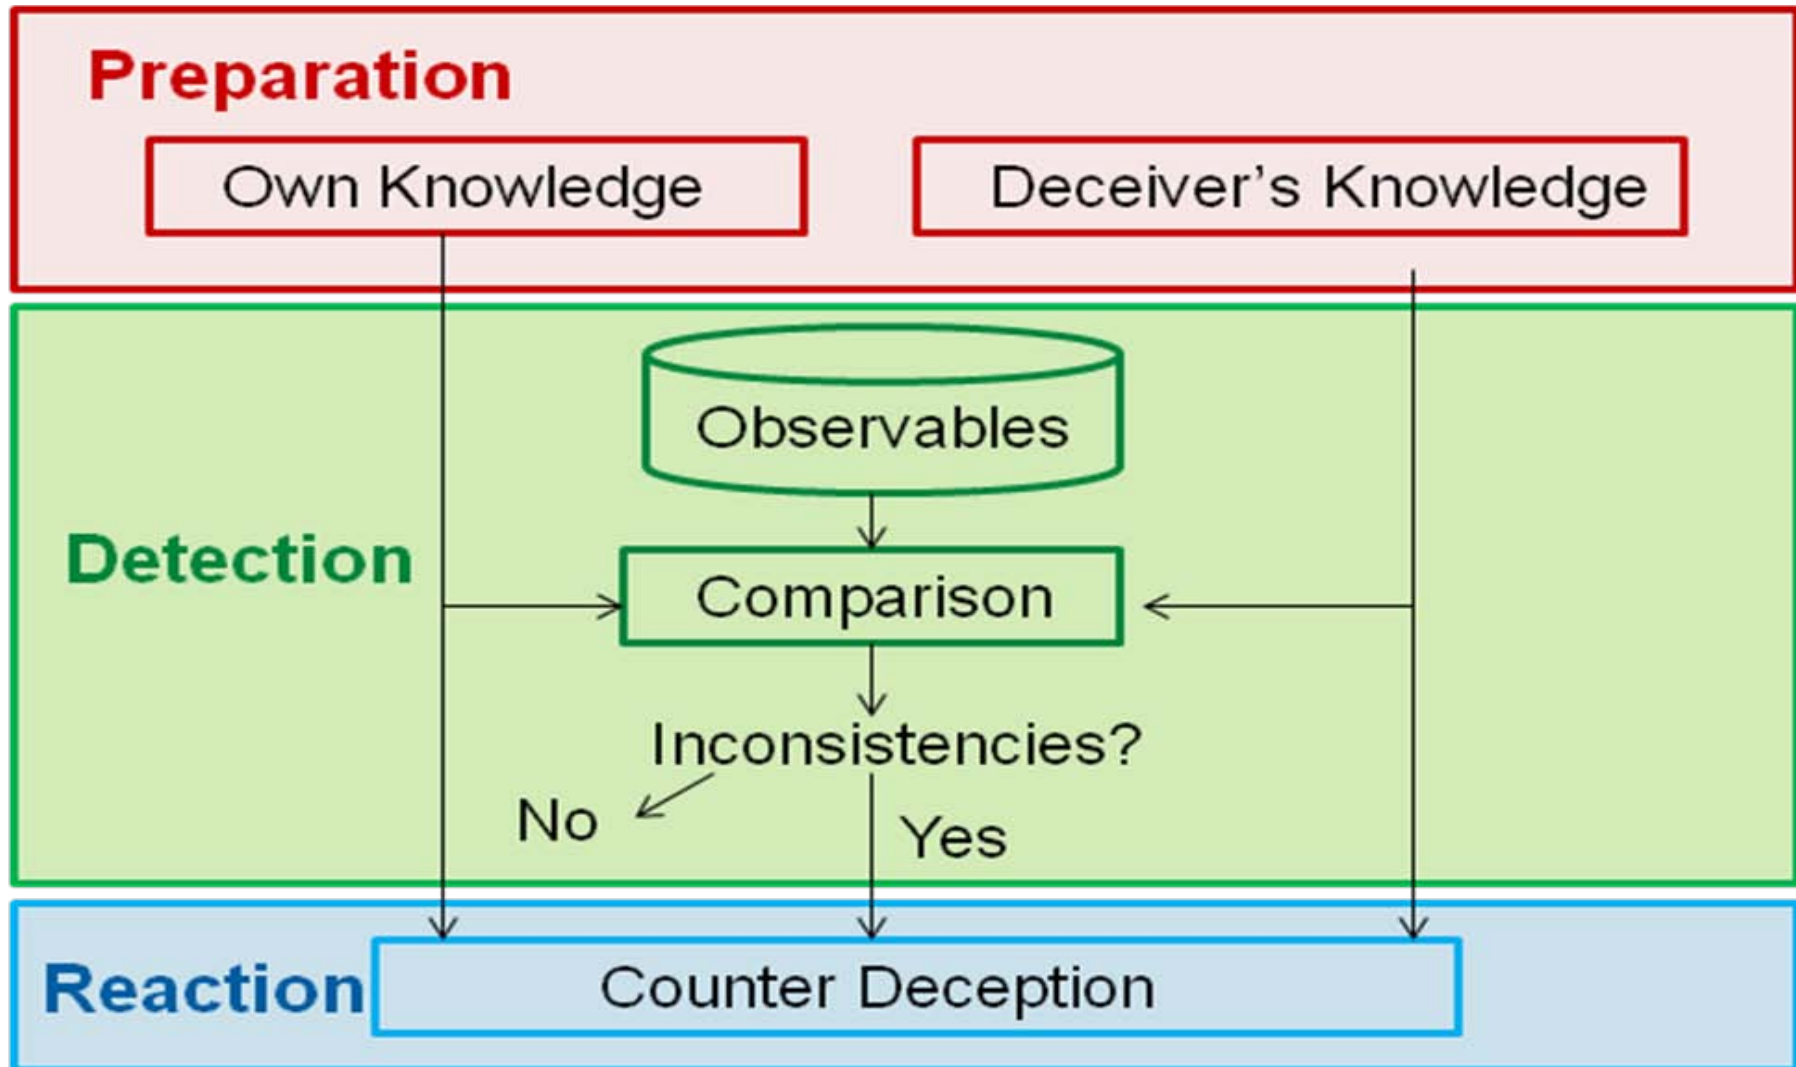 Preparation
Own Knowledge
Deceiver’s Knowledge
Observables
Detection
Comparison
Inconsistencies?
No
Yes
Reaction
Counter Deception